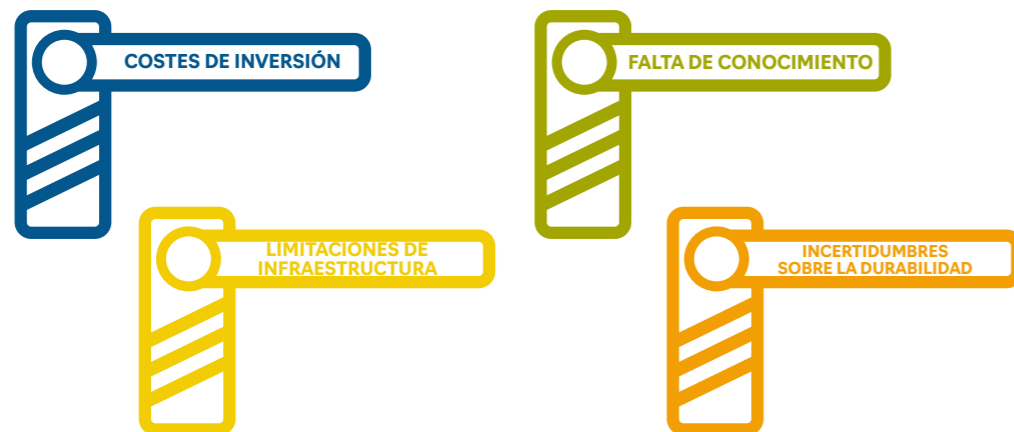 COSTES DE INVERSIÓN
FALTA DE CONOCIMIENTO
LIMITACIONES DE
INFRAESTRUCTURA
INCERTIDUMBRES
SOBRE LA DURABILIDAD